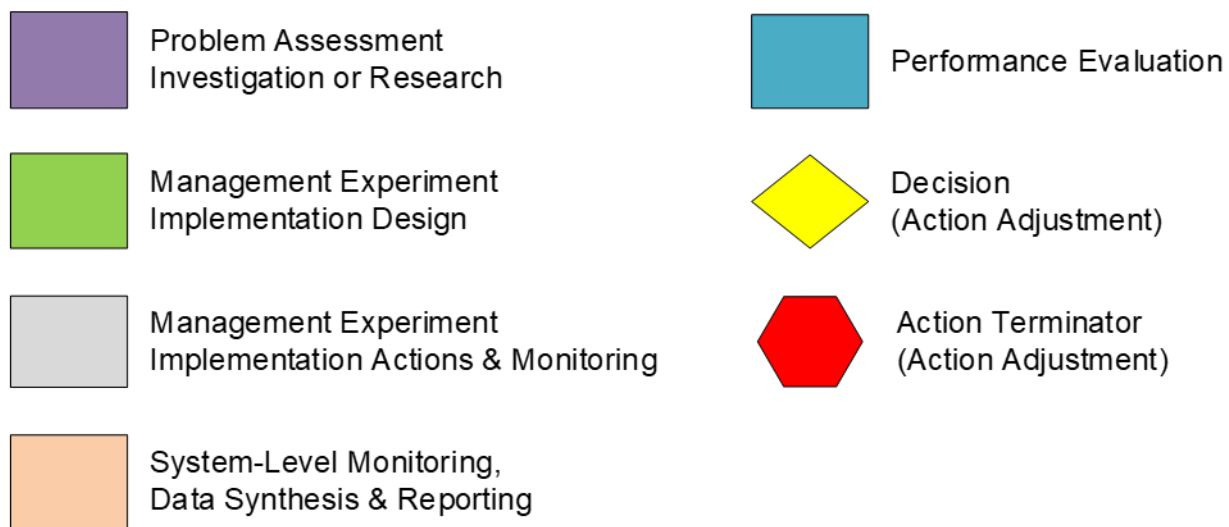 Problem Assessment
Investigation or Research
Management Experiment
Implementation Design
Management Experiment
Implementation Actions & Monitoring
System-Level Monitoring,
Data Synthesis & Reporting
Performance Evaluation
Decision
(Action Adjustment)
Action Terminator
(Action Adjustment)